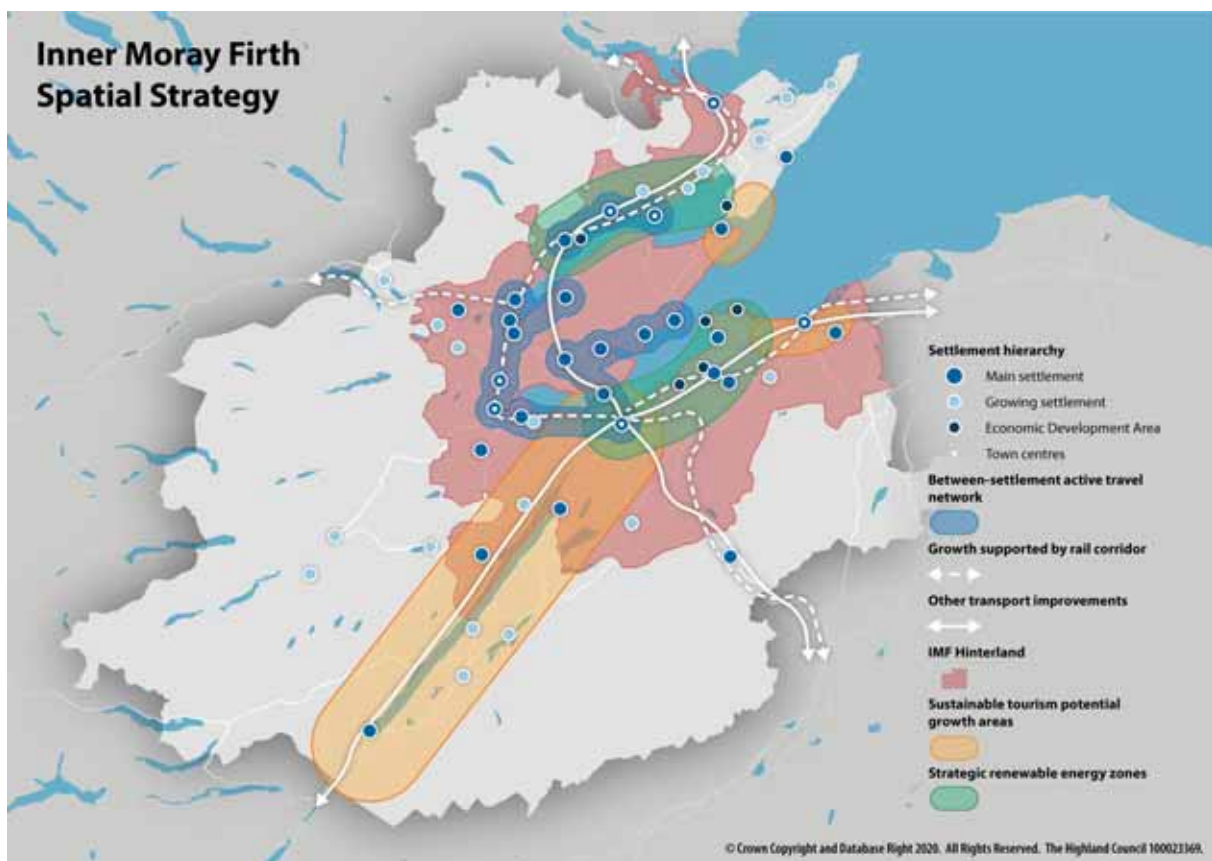 Inner Moray Firth
Spatial Strategy
Settlement hierarchy
Main settlement
Growing settlement
Economic Development Area
Town centres
Between-settlement active travel
network
Growth supported by rail corridor
Other transport improvements
IMF Hinterland
Sustainable tourism potential
growth areas
Strategic renewable energy zones
© Crown Copyright and Database Right 2020. All Rights Reserved. The Highland Council 100023369.